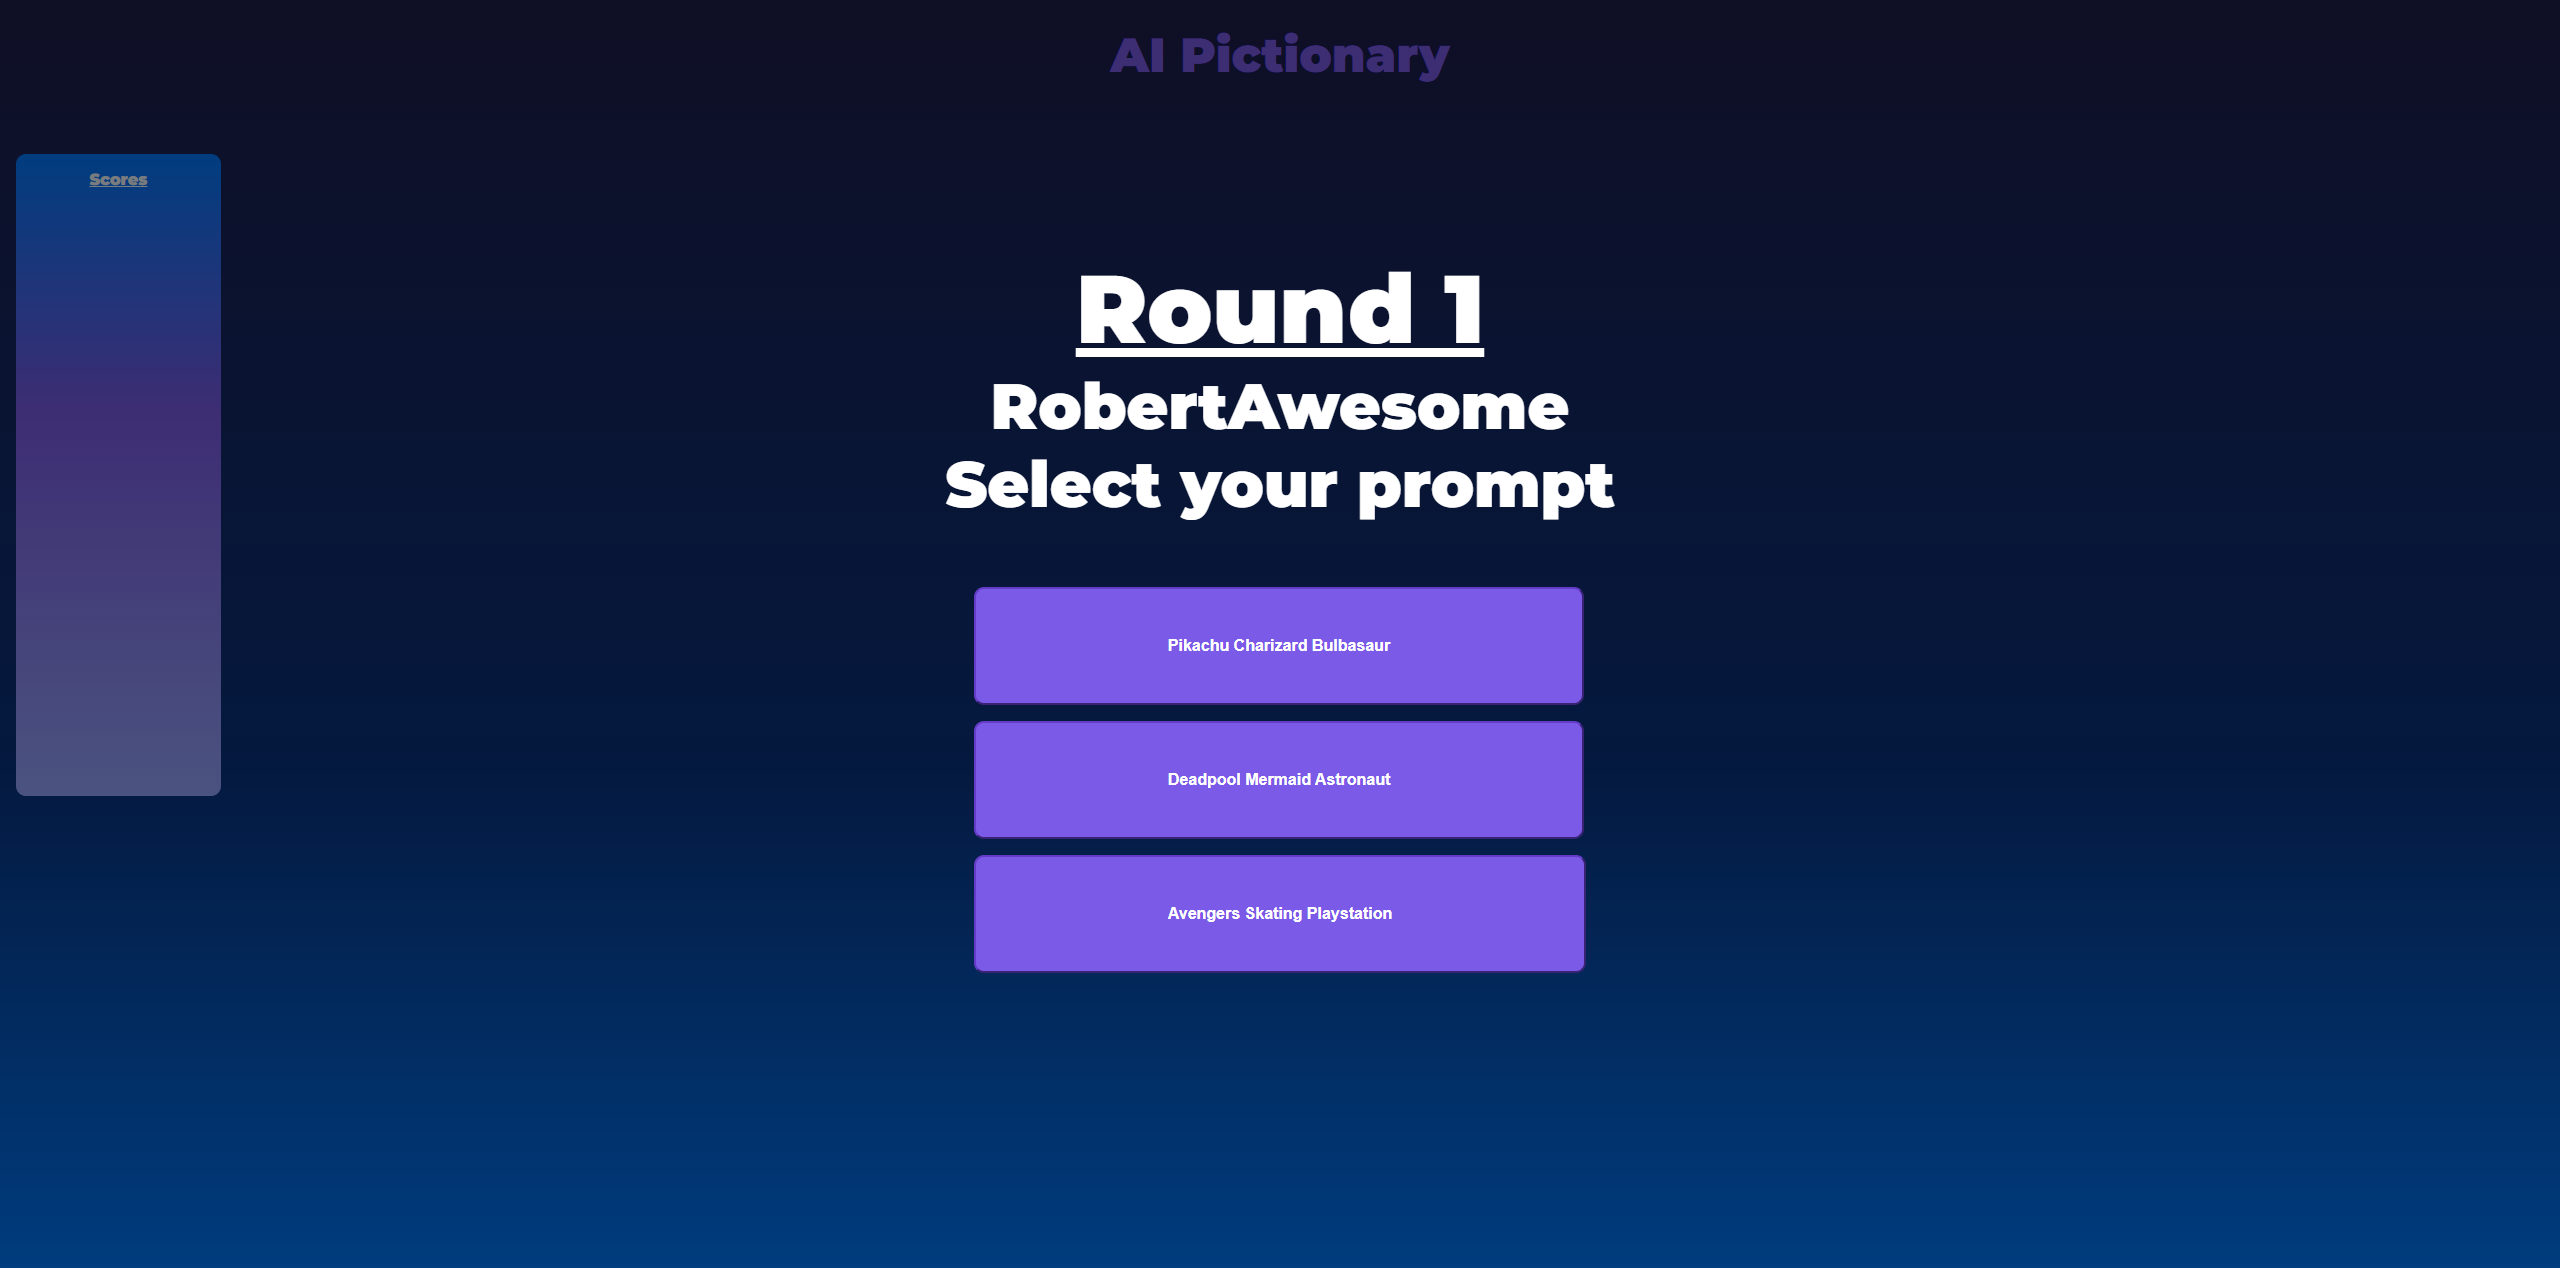 AI Pictionary
Scores
Round 1
RobertAwesome
Select your prompt
Pikachu Charizard Bulbasaur
Deadpool Mermaid Astronaut
Avengers Skating Playstation